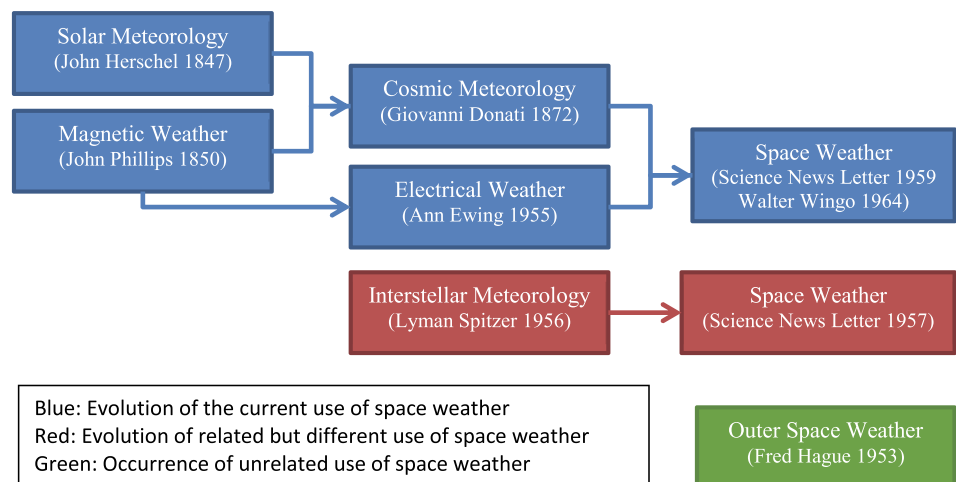 Solar Meteorology
(John Herschel 1847)
Magnetic Weather
(John Phillips 1850)
Cosmic Meteorology
(Giovanni Donati 1872)
Electrical Weather
(Ann Ewing 1955)
Space Weather
(Science News Letter 1959
Walter Wingo 1964)
Interstellar Meteorology
(Lyman Spitzer 1956)
Space Weather
(Science News Letter 1957)
Blue: Evolution of the current use of space weather
Red: Evolution of related but different use of space weather
Green: Occurrence of unrelated use of space weather
Outer Space Weather
(Fred Hague 1953)